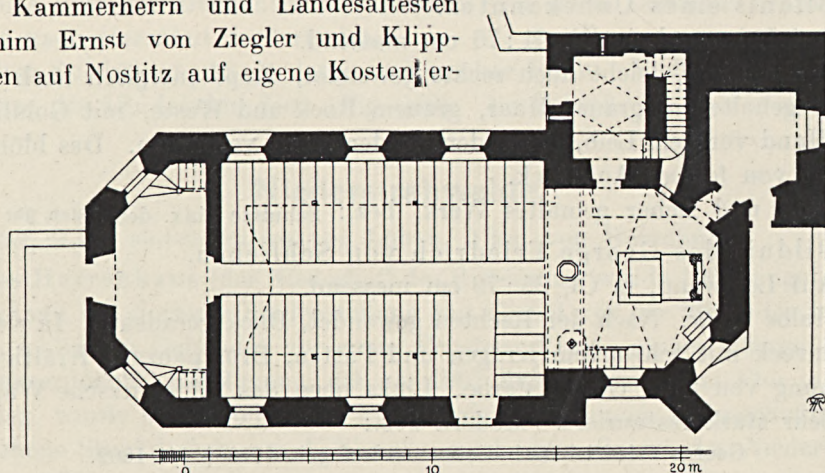 Kammerherrn und Landesältesten
him Ernst von Ziegler und Klipp-
en auf Nostitz auf eigene Kosten er-
0 10 20 m